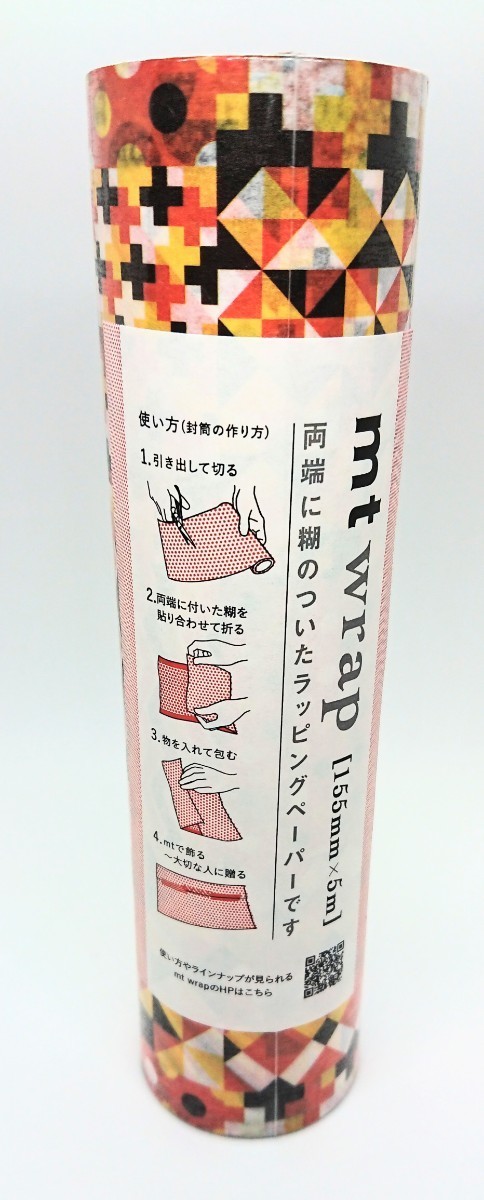 mt wrap [155mm×5m]
両端に糊のついたラッピングペーパーです
使い方(封筒の作り方)
1.引き出して切る
2.両端に付いた糊を
貼り合わせて折る
3.物を入れて包む
4.mtで飾る
〜大切な人に贈る
使い方やラインナップが見られる
mt wrapのHPはこちら